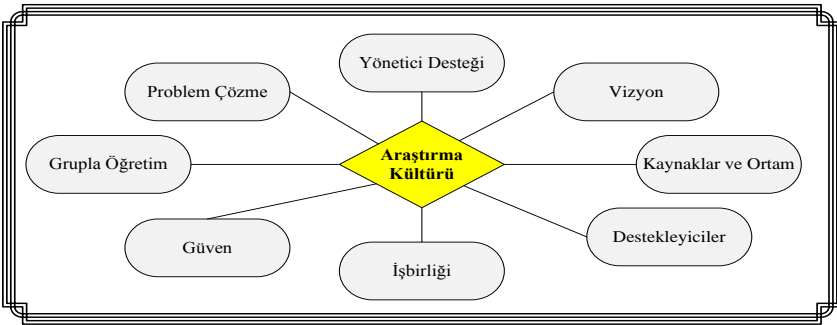 Yönetici Desteği
Problem Çözme
Vizyon
Grupla Öğretim
Araştırma
Kültürü
Kaynaklar ve Ortam
Güven
Destekleyiciler
İşbirliği